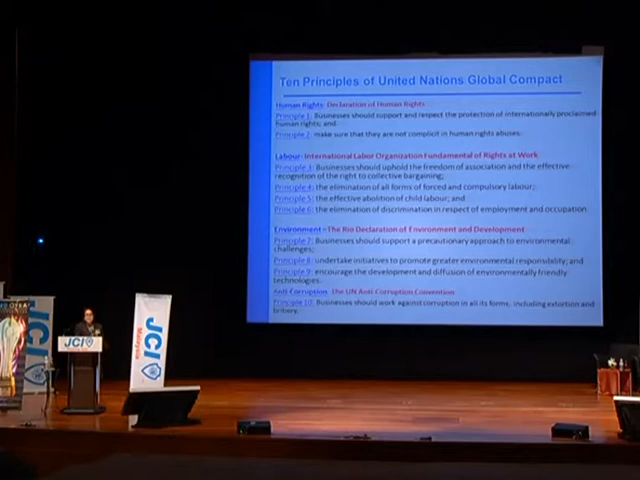 Ten Principles of United Nations Global Compact
Human Rights: Declaration of Human Rights
Principle 1: Businesses should support and respect the protection of internationally proclaimed
human rights; and
Principle 2: make sure that they are not complicit in human rights abuses.
Labour: International Labor Organization Fundamental of Rights at Work
Principle 3: Businesses should uphold the freedom of association and the effective
recognition of the right to collective bargaining;
Principle 4: the elimination of all forms of forced and compulsory labour;
Principle 5: the effective abolition of child labour; and
Principle 6: the elimination of discrimination in respect of employment and occupation.
Environment: The Rio Declaration of Environment and Development
Principle 7: Businesses should support a precautionary approach to environmental
challenges;
Principle 8: undertake initiatives to promote greater environmental responsibility; and
Principle 9: encourage the development and diffusion of environmentally friendly
technologies.
Anti Corruption: The UN Anti-Corruption Convention
Principle 10: Businesses should work against corruption in all its forms, including extortion and
bribery.
JCI
JCI
JCI
Malaysia